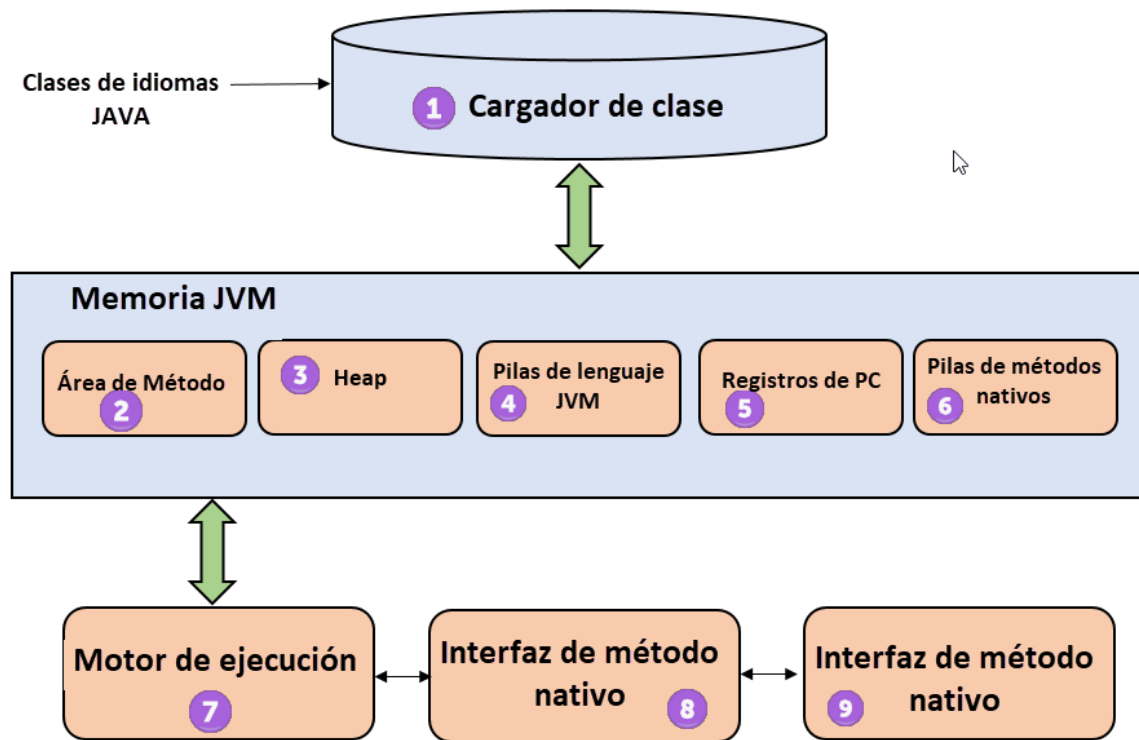 Clases de idiomas
JAVA
1 Cargador de clase
Memoria JVM
Área de Método
2
3 Heap
Pilas de lenguaje
4 JVM
Registros de PC
5
Pilas de métodos
nativos
6
Motor de ejecución
7
Interfaz de método
nativo 8
Interfaz de método
9 nativo